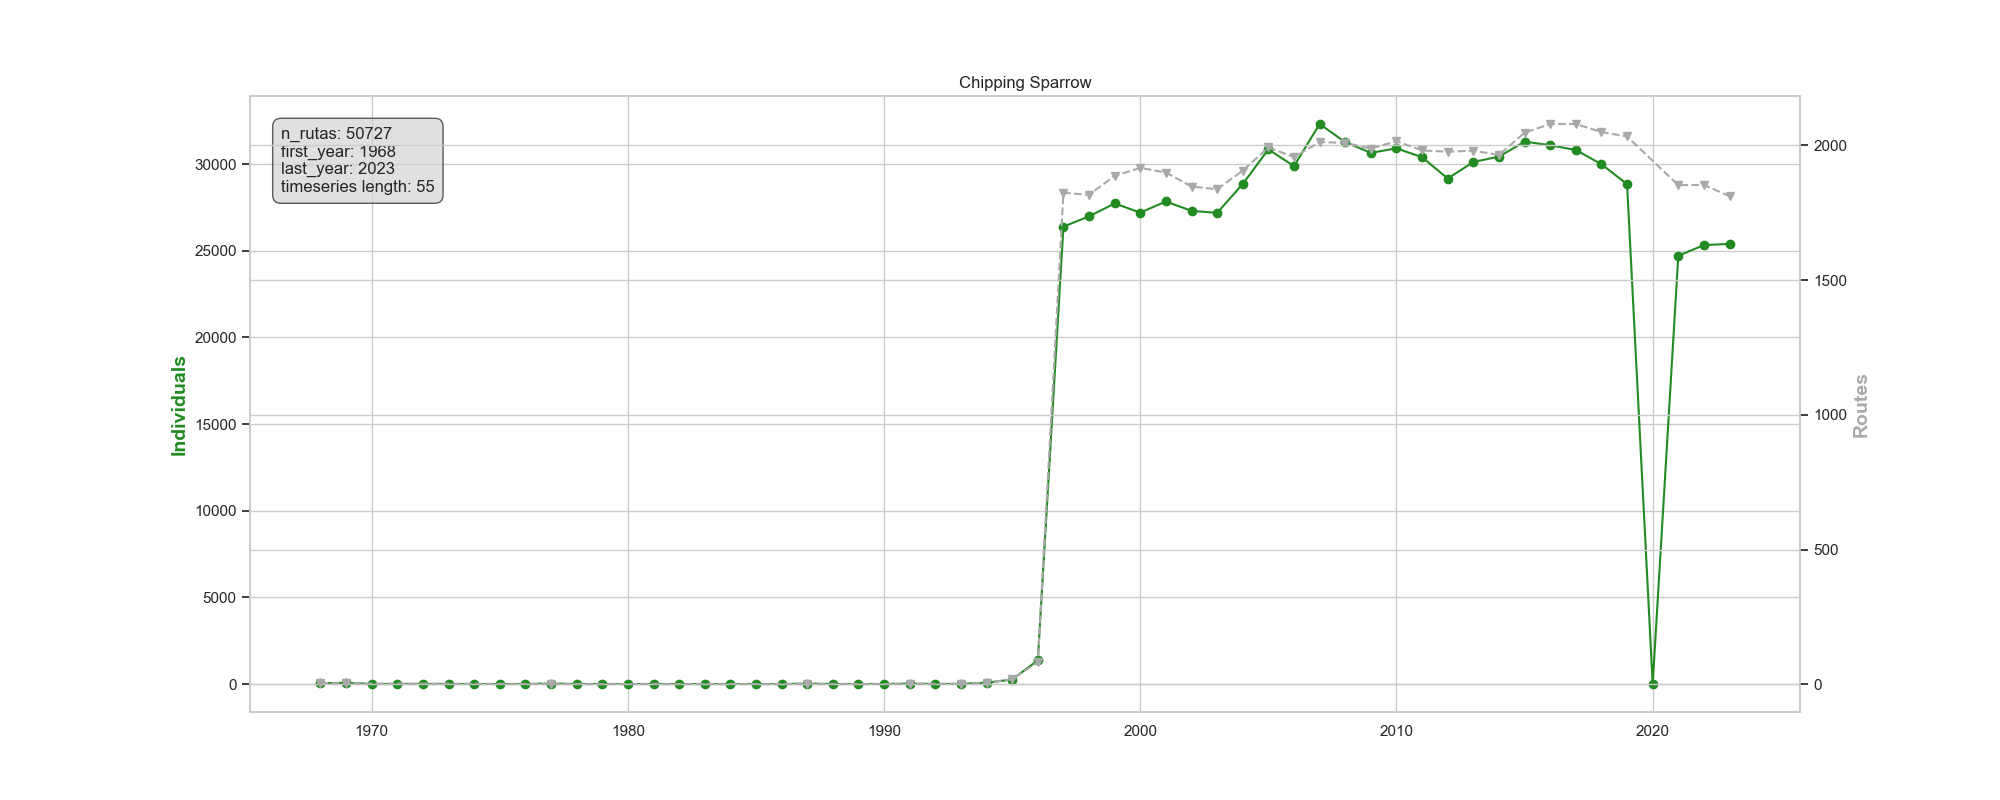 Chipping Sparrow
n_rutas: 50727
first_year: 1968
last_year: 2023
timeseries length: 55
30000
25000
20000
15000
10000
5000
0
Individuals
2000
1500
1000
500
0
Routes
1970
1980
1990
2000
2010
2020